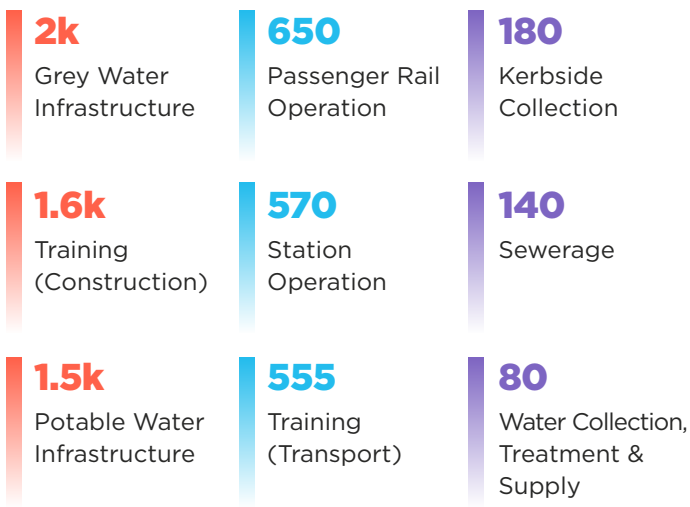 2k
Grey Water
Infrastructure
650
Passenger Rail
Operation
180
Kerbside
Collection
1.6k
Training
(Construction)
570
Station
Operation
140
Sewerage
1.5k
Potable Water
Infrastructure
555
Training
(Transport)
80
Water Collection,
Treatment &
Supply